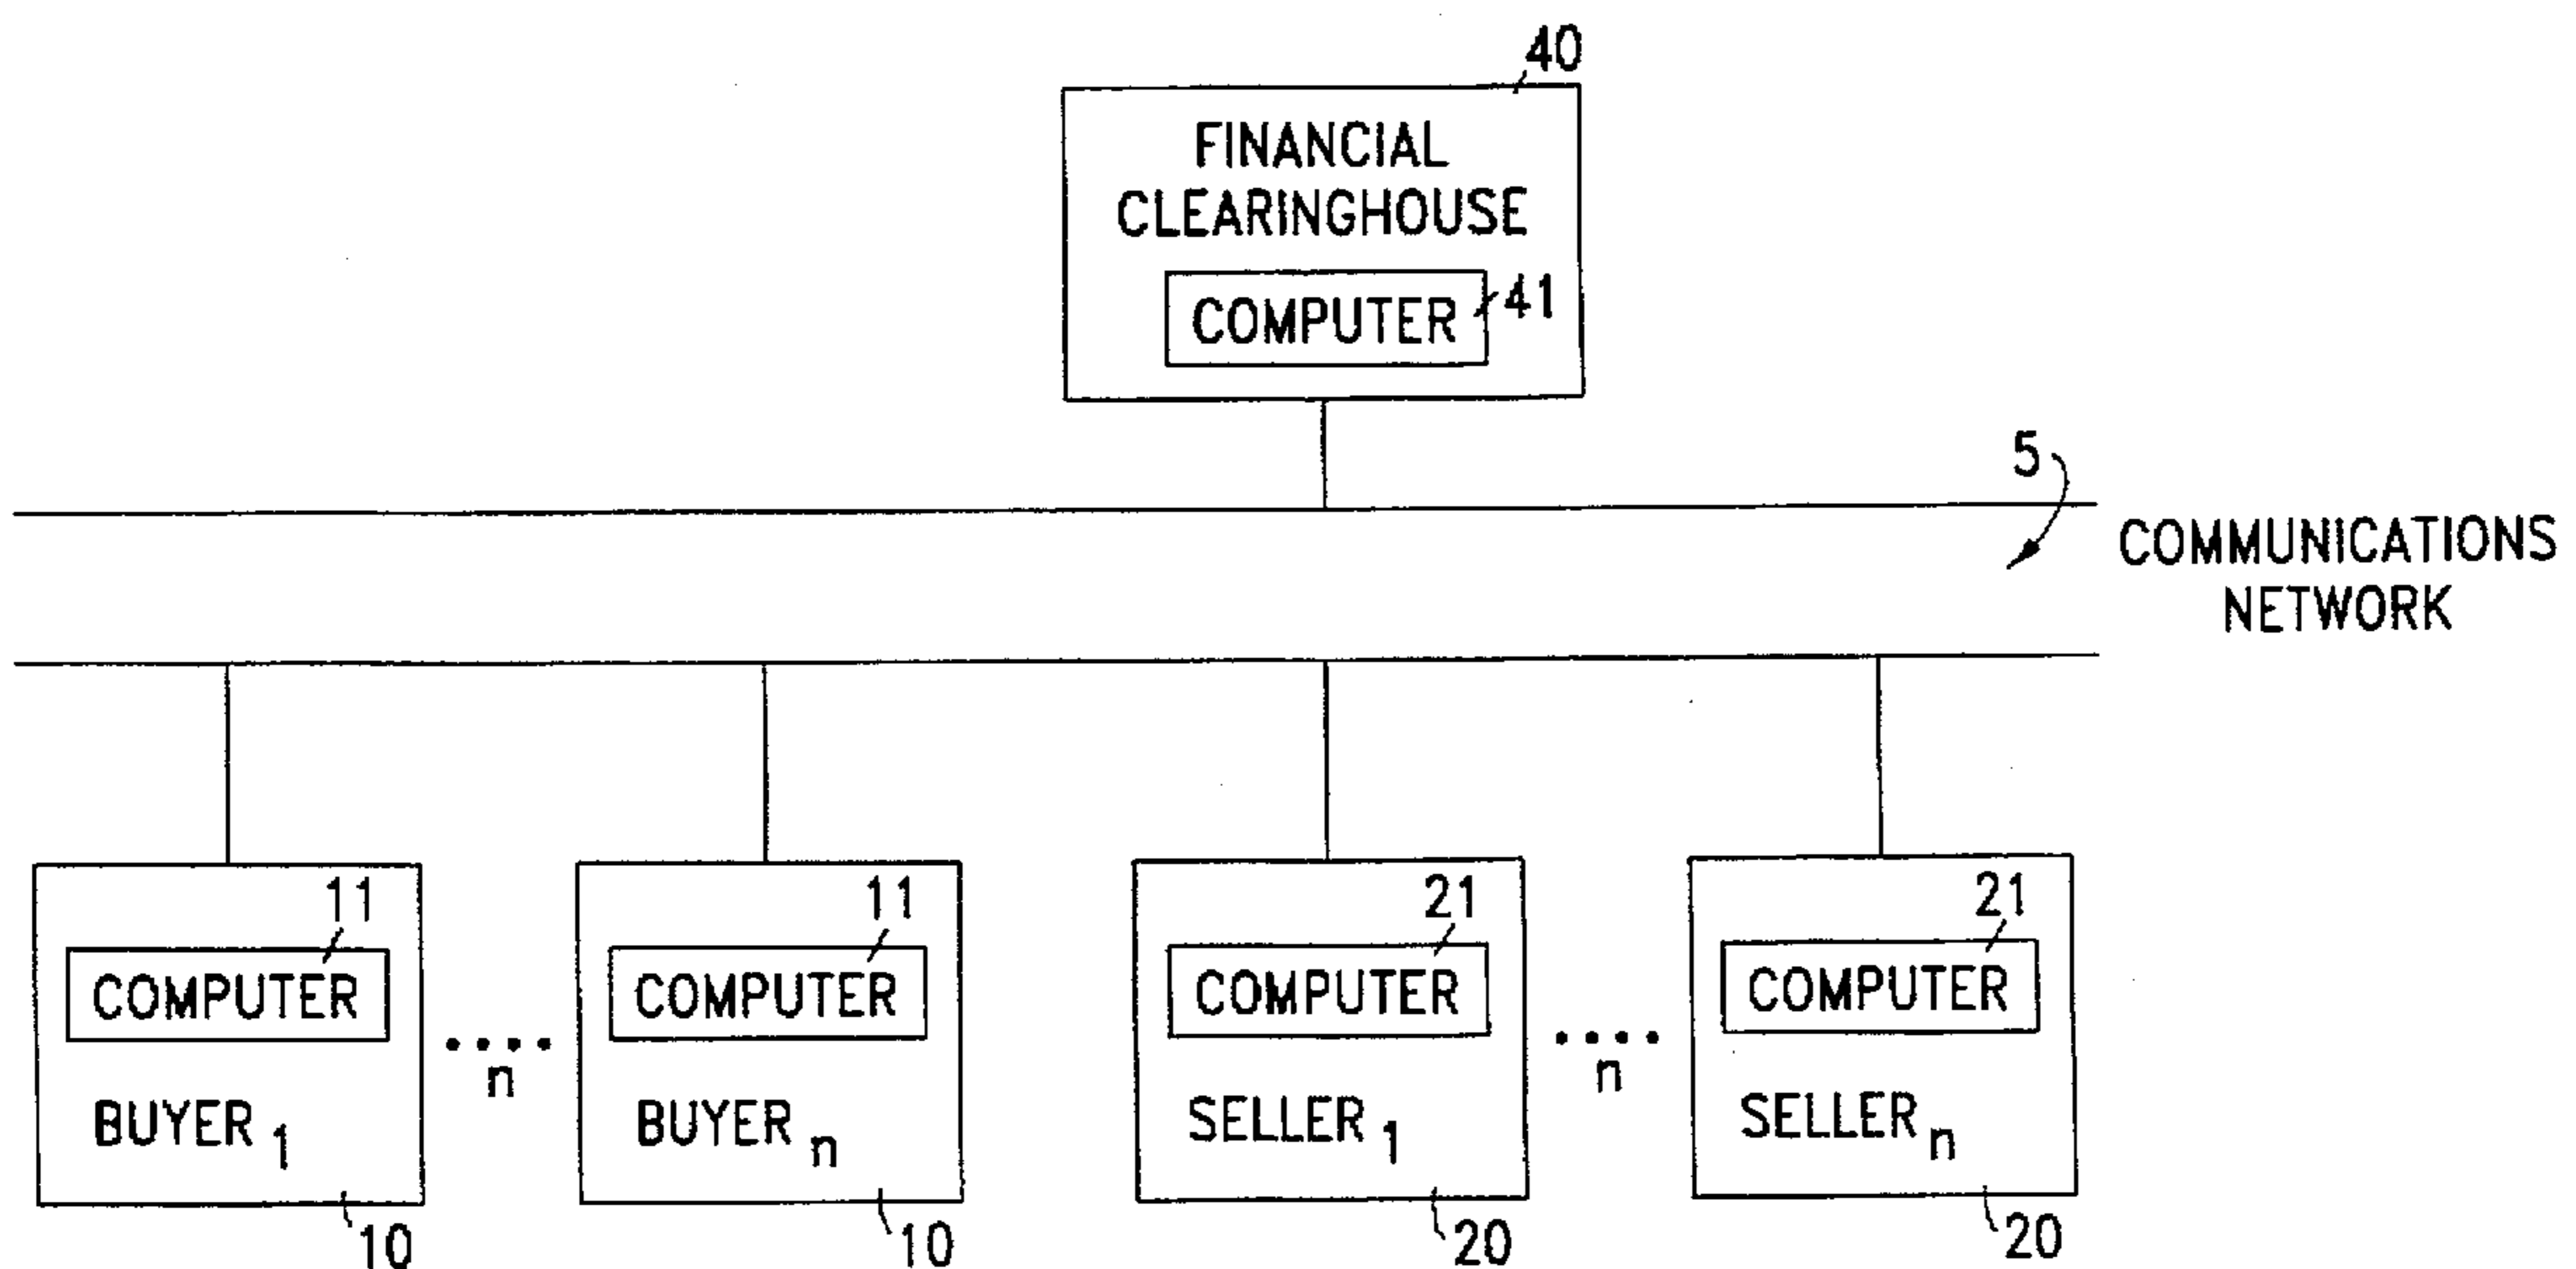 40
FINANCIAL
CLEARINGHOUSE
COMPUTER
41
5
COMMUNICATIONS
NETWORK
11
COMPUTER
BUYER 1
10
n
11
COMPUTER
BUYER n
10
21
COMPUTER
SELLER 1
20
n
21
COMPUTER
SELLER n
20